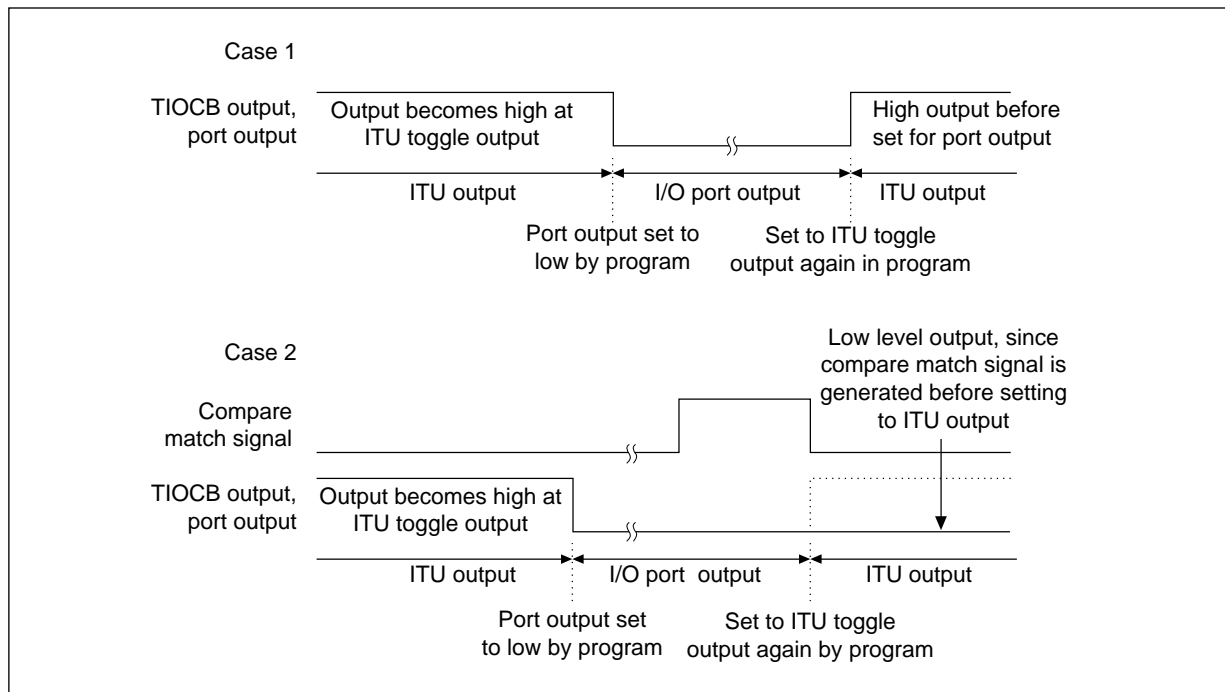 Case 1
TIOCB output,
port output
Output becomes high at
ITU toggle output
High output before
set for port output
ITU output
I/O port output
ITU output
Port output set to
low by program
Set to ITU toggle
output again in program
Case 2
Low level output, since
compare match signal is
generated before setting
to ITU output
Compare
match signal
TIOCB output,
port output
Output becomes high at
ITU toggle output
ITU output
I/O port output
ITU output
Port output set
to low by program
Set to ITU toggle
output again by program